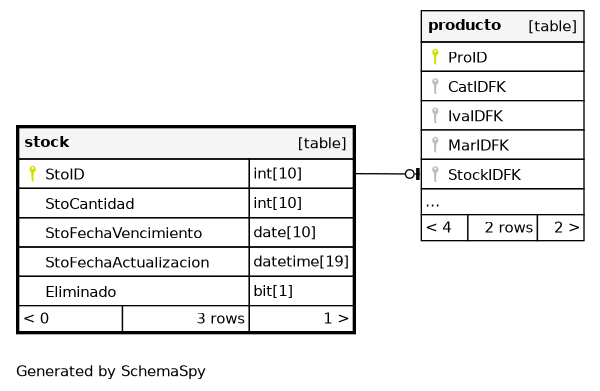 producto [table]
ProID
CatIDFK
IvaIDFK
MarIDFK
StockIDFK
...
< 4 2 rows 2 >
stock [table]
StoID int[10]
StoCantidad int[10]
StoFechaVencimiento date[10]
StoFechaActualizacion datetime[19]
Eliminado bit[1]
< 0 3 rows 1 >
Generated by SchemaSpy